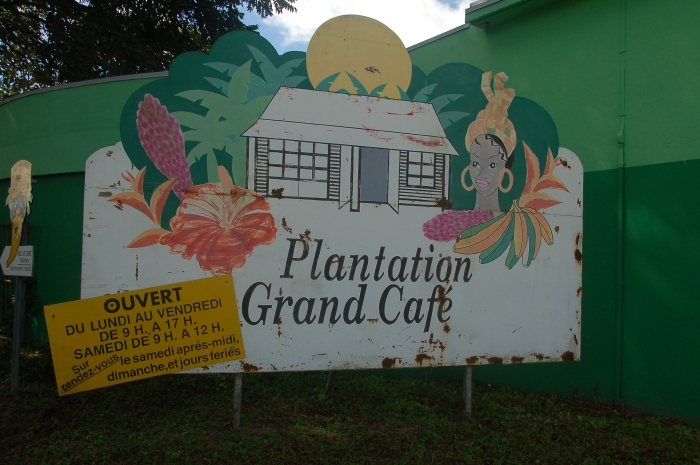 Plantation
Grand Café
OUVERT
DU LUNDI AU VENDREDI
DE 9 H. A 17 H.
SAMEDI DE 9 H. A 12 H.
Sur rendez-vous le samedi aprés-midi,
dimanche, et jours feriés